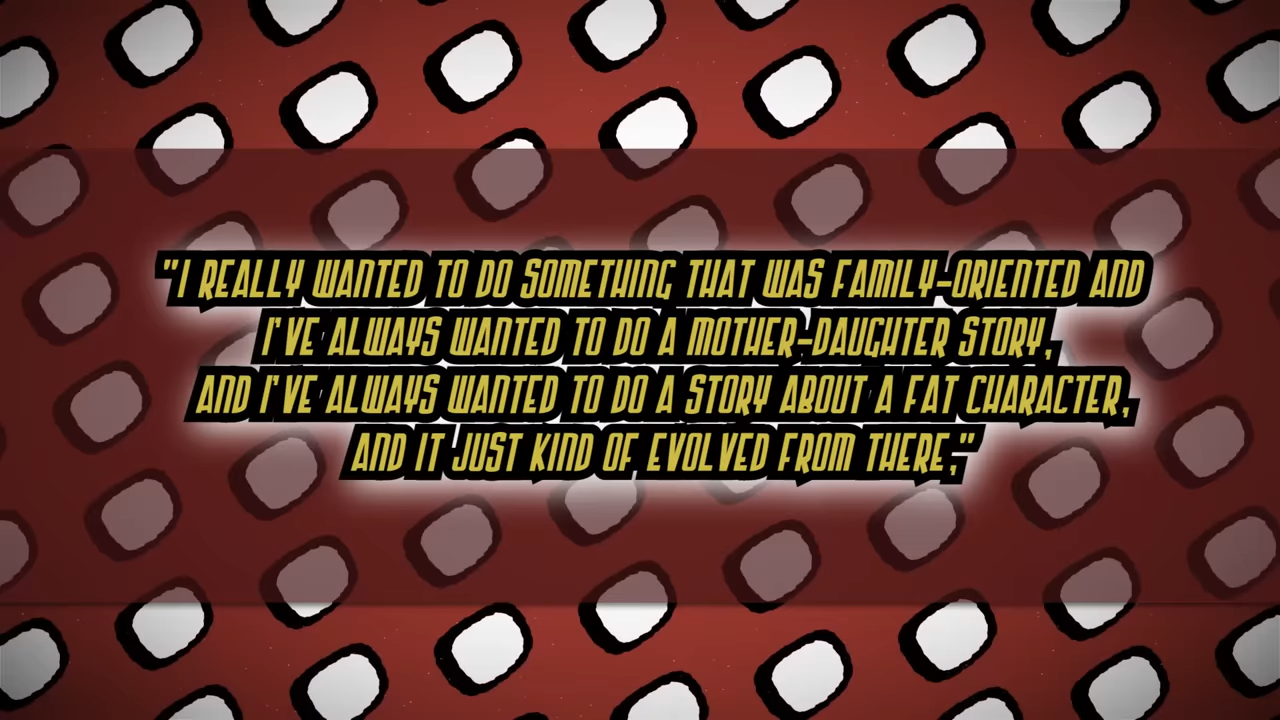 "I REALLY WANTED TO DO SOMETHING THAT WAS FAMILY-ORIENTED AND
I'VE ALWAYS WANTED TO DO A MOTHER-DAUGHTER STORY,
AND I'VE ALWAYS WANTED TO DO A STORY ABOUT A FAT CHARACTER,
AND IT JUST KIND OF EVOLVED FROM THERE,"